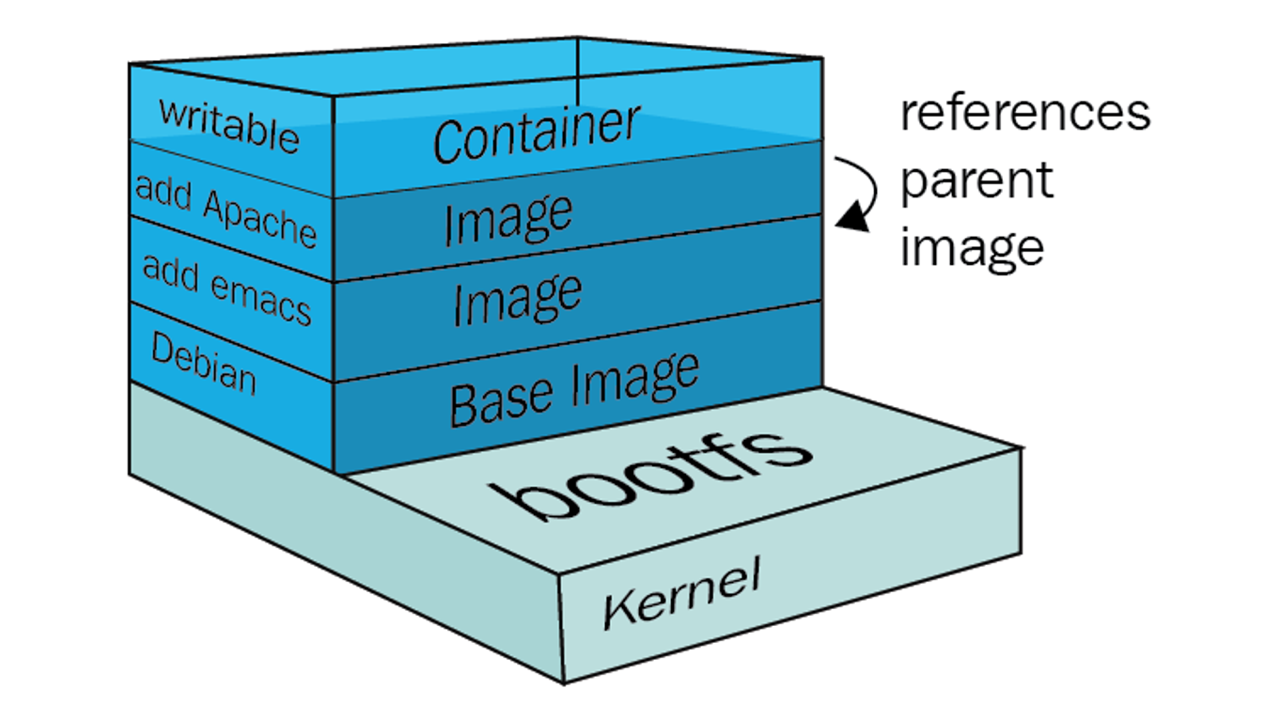 writable
Container
add Apache
Image
add emacs
Image
Debian
Base Image
bootfs
Kernel
references
parent
image